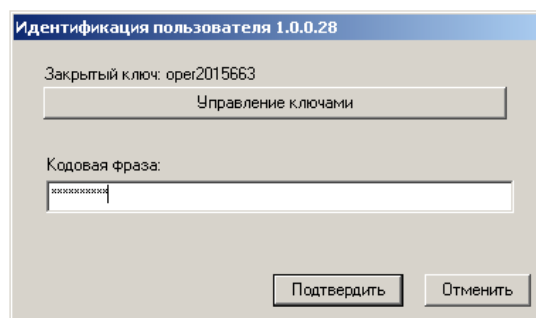 Идентификация пользователя 1.0.0.28
Закрытый ключ: oper2015663
Управление ключами
Кодовая фраза:
**********
Подтвердить
Отменить